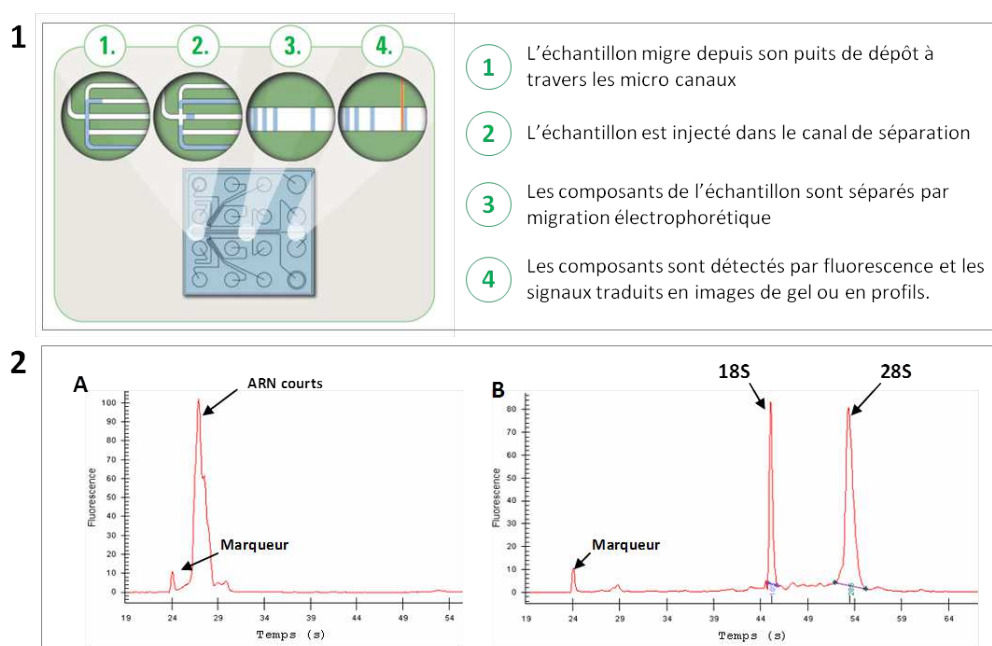 1
1. 2. 3. 4.
1 L'échantillon migre depuis son puits de dépôt à
travers les micro canaux
2 L'échantillon est injecté dans le canal de séparation
3 Les composants de l'échantillon sont séparés par
migration électrophorétique
4 Les composants sont détectés par fluorescence et les
signaux traduits en images de gel ou en profils.
2
A
ARN courts
Marqueur
Fluorescence
100
90
80
70
60
50
40
30
20
10
0
19 24 29 34 39 44 49 54
Temps (s)
B
18S
28S
Marqueur
Fluorescence
80
70
60
50
40
30
20
10
0
19 24 29 34 39 44 49 54 59 64
Temps (s)